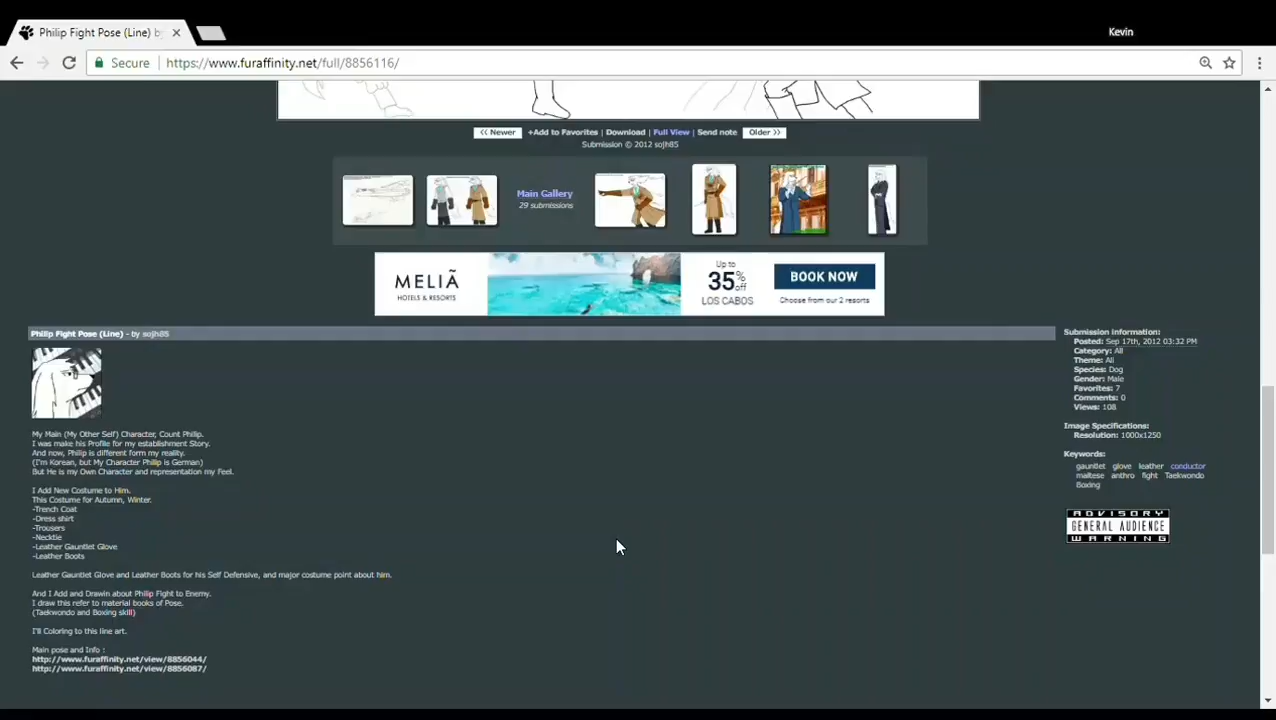 Philip Fight Pose (Line) by
Kevin
Secure
https://www.furaffinity.net/full/8856116/
<< Newer
+Add to Favorites | Download | Full View | Send note
Older >>
Submission © 2012 sojh85
Main Gallery
29 submissions
MELIÃ
HOTELS & RESORTS
Up to
35% off
LOS CABOS
BOOK NOW
Choose from our 2 resorts
Philip Fight Pose (Line) - by sojh85
My Main (My Other Self) Character, Count Philip.
I was make his Profile for my establishment Story.
And now, Philip is different form my reality.
(I'm Korean, but My Character Philip is German)
But He is my Own Character and representation my Feel.
I Add New Costume to Him.
This Costume for Autumn, Winter.
-Trench Coat
-Dress shirt
-Trousers
-Necktie
-Leather Gauntlet Glove
-Leather Boots
Leather Gauntlet Glove and Leather Boots for his Self Defensive, and major costume point about him.
And I Add and Drawin about Philip Fight to Enemy.
I draw this refer to material books of Pose.
(Taekwondo and Boxing skill)
I'll Coloring to this line art.
Main pose and Info :
http://www.furaffinity.net/view/8856044/
http://www.furaffinity.net/view/8856087/
Submission Information:
Posted: Sep 17th, 2012 03:32 PM
Category: All
Theme: All
Species: Dog
Gender: Male
Favorites: 7
Comments: 0
Views: 108
Image Specifications:
Resolution: 1000x1250
Keywords:
gauntlet glove leather conductor
maltese anthro fight Taekwondo
Boxing
ADVISORY
GENERAL AUDIENCE
WARNING